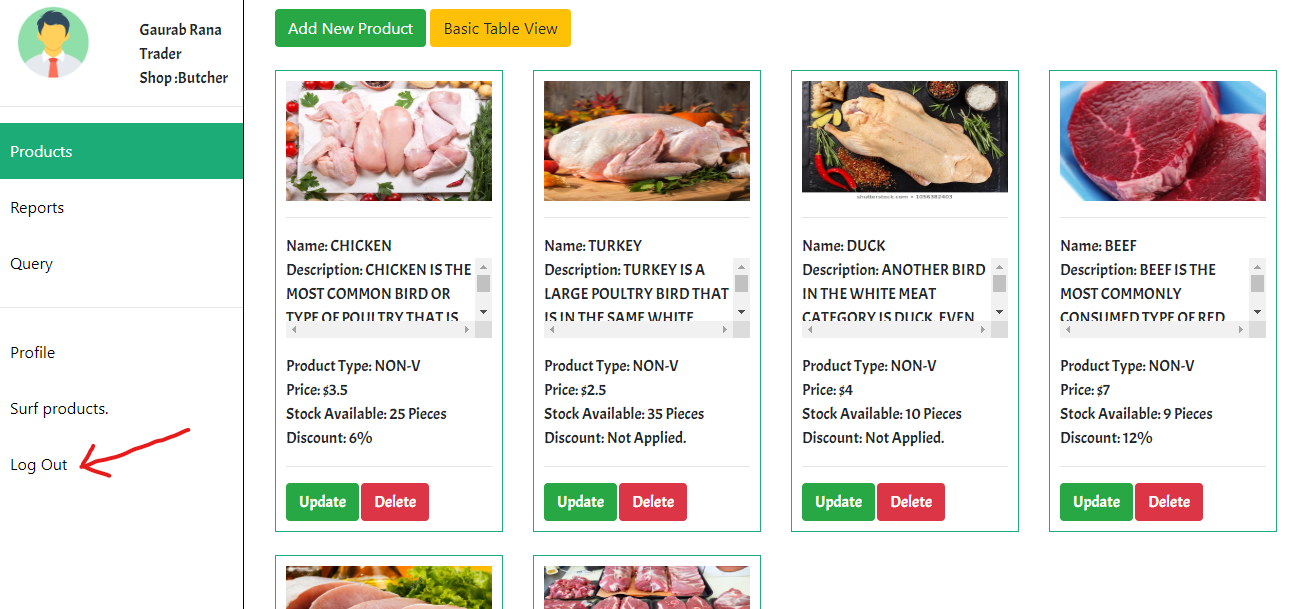 Gaurab Rana
Trader
Shop :Butcher
Products
Reports
Query
Profile
Surf products.
Log Out
Add New Product
Basic Table View
Name: CHICKEN
Description: CHICKEN IS THE
MOST COMMON BIRD OR
TYPE OF POULTRY THAT IS
Product Type: NON-V
Price: $3.5
Stock Available: 25 Pieces
Discount: 6%
Update
Delete
Name: TURKEY
Description: TURKEY IS A
LARGE POULTRY BIRD THAT
IS IN THE SAME WHITE
Product Type: NON-V
Price: $2.5
Stock Available: 35 Pieces
Discount: Not Applied.
Update
Delete
shutterstock.com • 1056382403
Name: DUCK
Description: ANOTHER BIRD
IN THE WHITE MEAT
CATEGORY IS DUCK. EVEN
Product Type: NON-V
Price: $4
Stock Available: 10 Pieces
Discount: Not Applied.
Update
Delete
Name: BEEF
Description: BEEF IS THE
MOST COMMONLY
CONSUMED TYPE OF RED
Product Type: NON-V
Price: $7
Stock Available: 9 Pieces
Discount: 12%
Update
Delete